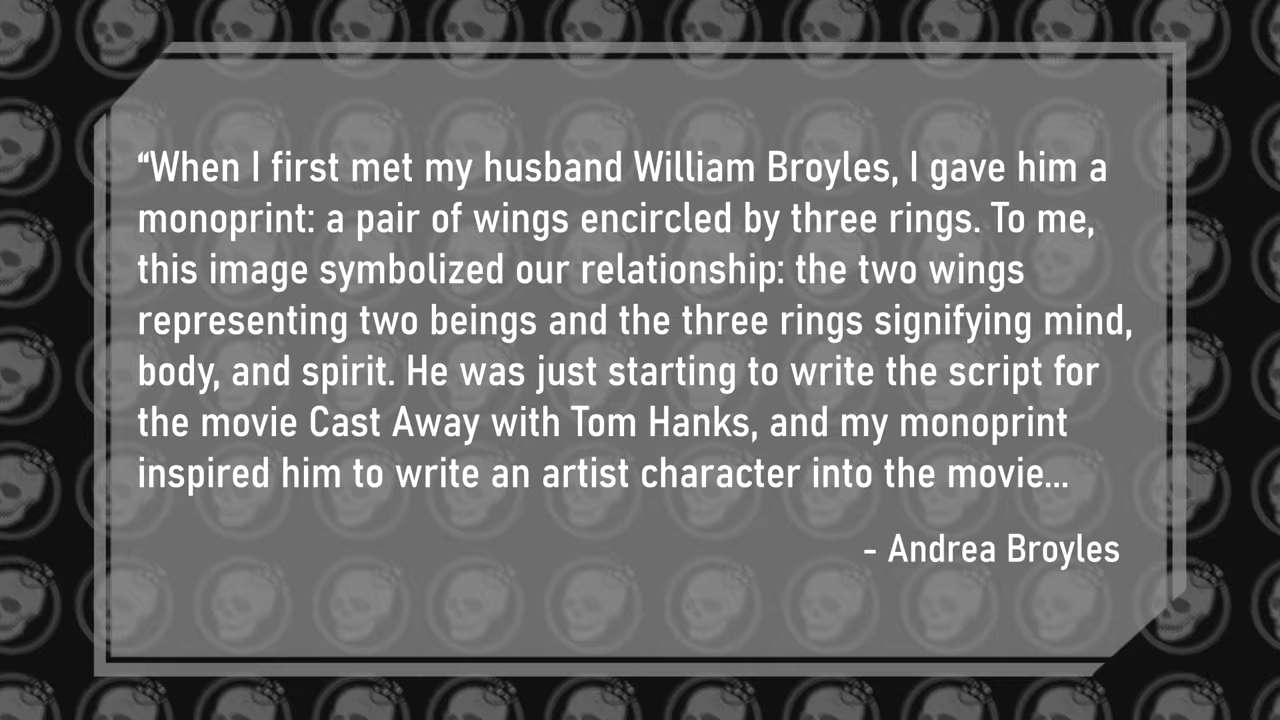 “When I first met my husband William Broyles, I gave him a
monoprint: a pair of wings encircled by three rings. To me,
this image symbolized our relationship: the two wings
representing two beings and the three rings signifying mind,
body, and spirit. He was just starting to write the script for
the movie Cast Away with Tom Hanks, and my monoprint
inspired him to write an artist character into the movie...
- Andrea Broyles